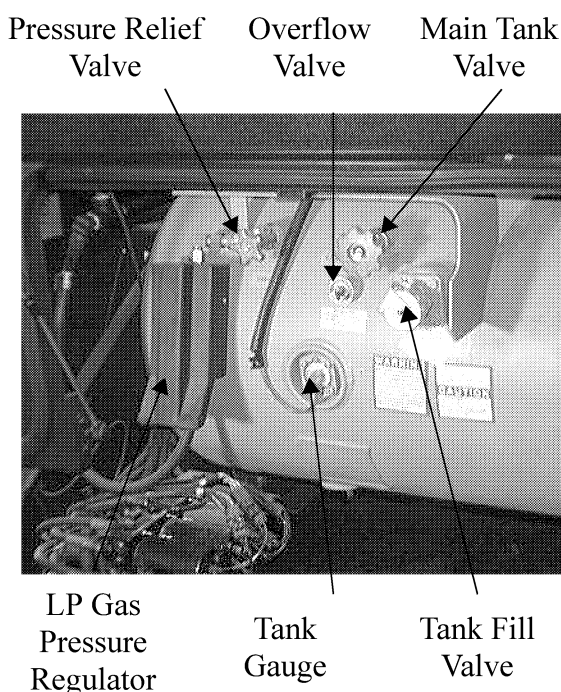 Pressure Relief
Valve
Overflow
Valve
Main Tank
Valve
WARNING
CAUTION
LP Gas
Pressure
Regulator
Tank
Gauge
Tank Fill
Valve